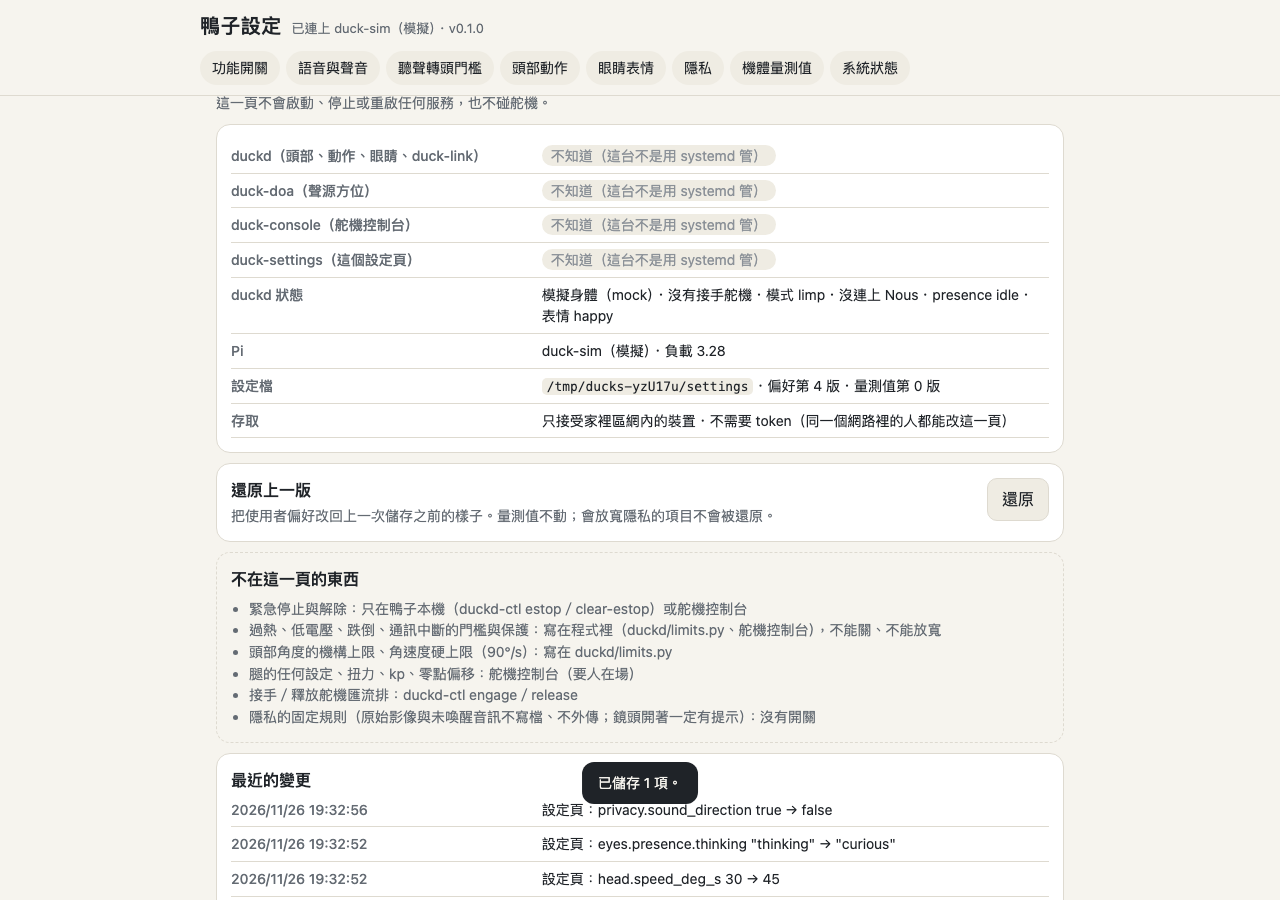 鴨子設定 已連上 duck-sim（模擬）· v0.1.0
功能開關 語音與聲音 聽聲轉頭門檻 頭部動作 眼睛表情 隱私 機體量測值 系統狀態
這一頁不會啟動、停止或重啟任何服務，也不碰舵機。
duckd（頭部、動作、眼睛、duck-link） 不知道（這台不是用 systemd 管）
duck-doa（聲源方位） 不知道（這台不是用 systemd 管）
duck-console（舵機控制台） 不知道（這台不是用 systemd 管）
duck-settings（這個設定頁） 不知道（這台不是用 systemd 管）
duckd 狀態 模擬身體（mock）· 沒有接手舵機 · 模式 limp · 沒連上 Nous · presence idle ·
表情 happy
Pi duck-sim（模擬）· 負載 3.28
設定檔 /tmp/ducks-yzU17u/settings · 偏好第 4 版 · 量測值第 0 版
存取 只接受家裡區網內的裝置 · 不需要 token（同一個網路裡的人都能改這一頁）
還原上一版
把使用者偏好改回上一次儲存之前的樣子。量測值不動；會放寬隱私的項目不會被還原。
還原
不在這一頁的東西
• 緊急停止與解除：只在鴨子本機（duckd-ctl estop / clear-estop）或舵機控制台
• 過熱、低電壓、跌倒、通訊中斷的門檻與保護：寫在程式裡（duckd/limits.py、舵機控制台），不能關、不能放寬
• 頭部角度的機構上限、角速度硬上限（90°/s）：寫在 duckd/limits.py
• 腿的任何設定、扭力、kp、零點偏移：舵機控制台（要人在場）
• 接手 / 釋放舵機匯流排：duckd-ctl engage / release
• 隱私的固定規則（原始影像與未喚醒音訊不寫檔、不外傳；鏡頭開著一定有提示）：沒有開關
最近的變更
已儲存 1 項。
2026/11/26 19:32:56 設定頁：privacy.sound_direction true → false
2026/11/26 19:32:52 設定頁：eyes.presence.thinking "thinking" → "curious"
2026/11/26 19:32:52 設定頁：head.speed_deg_s 30 → 45